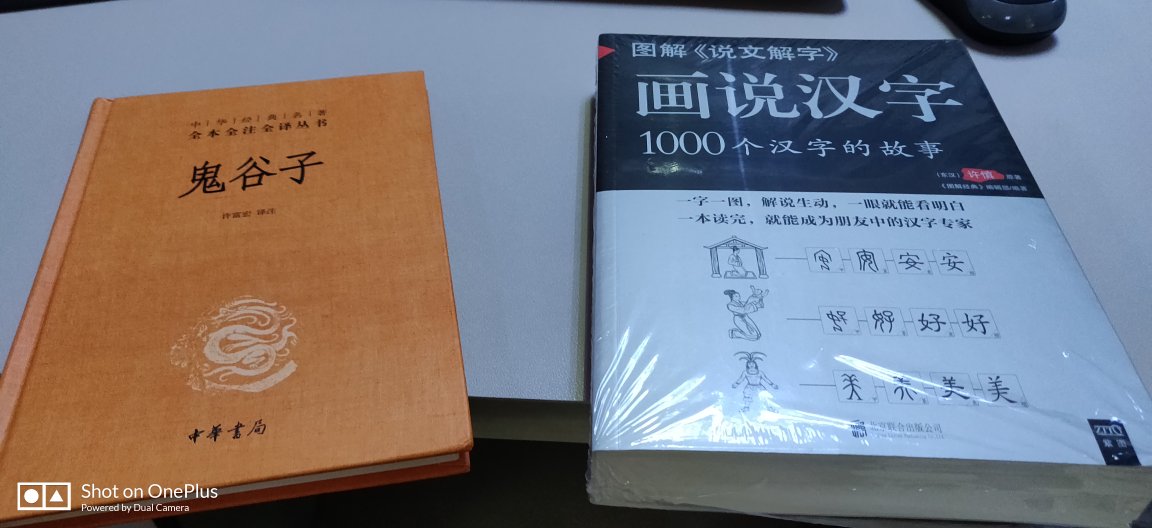 中华经典名著
全本全注全译丛书
鬼谷子
许富宏 译注
中華書局
图解《说文解字》
画说汉字
1000个汉字的故事
(东汉) 许慎 原著
《图解经典》编辑部/编著
一字一图，解说生动，一眼就能看明白
一本读完，就能成为朋友中的汉字专家
安 安
好 好
美 美
北京联合出版公司
紫图
Shot on OnePlus
Powered by Dual Camera